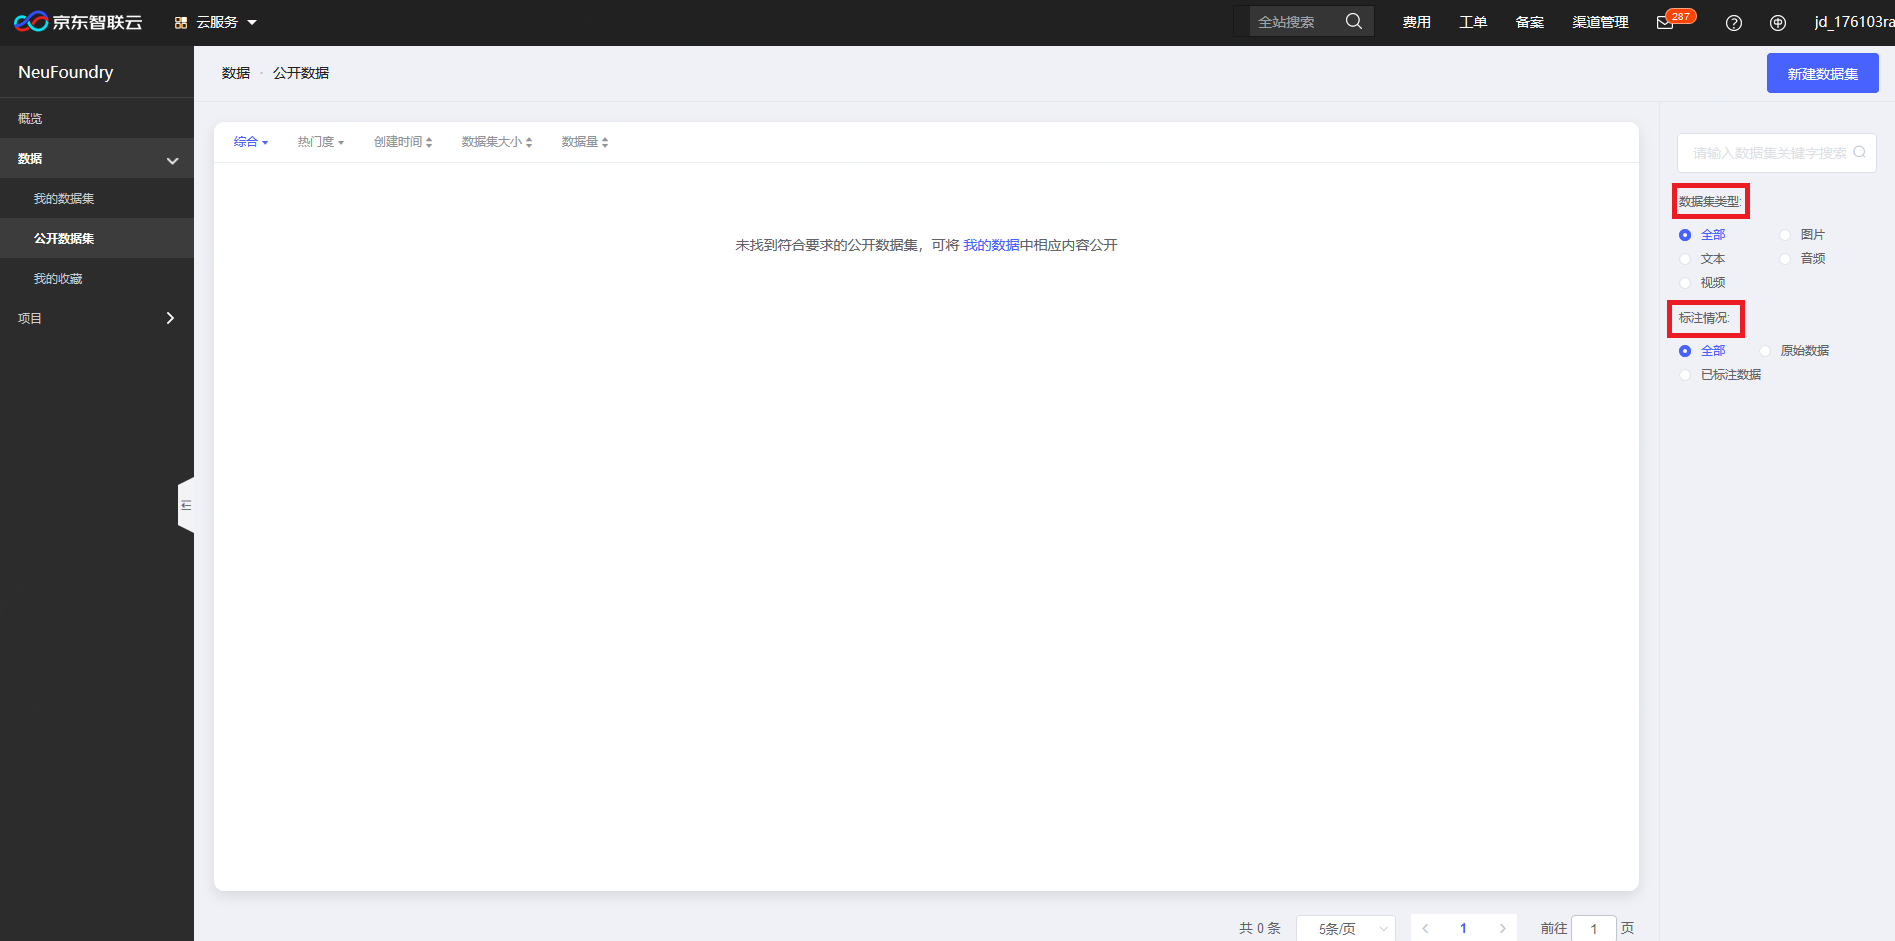 京东智联云
云服务
全站搜索
费用
工单
备案
渠道管理
287
jd_176103ra
NeuFoundry
概览
数据
我的数据集
公开数据集
我的收藏
项目
数据 · 公开数据
新建数据集
综合
热门度
创建时间
数据集大小
数据量
未找到符合要求的公开数据集，可将 我的数据中相应内容公开
请输入数据集关键字搜索
数据集类型:
全部
图片
文本
音频
视频
标注情况:
全部
原始数据
已标注数据
共 0 条
5条/页
1
前往 1 页